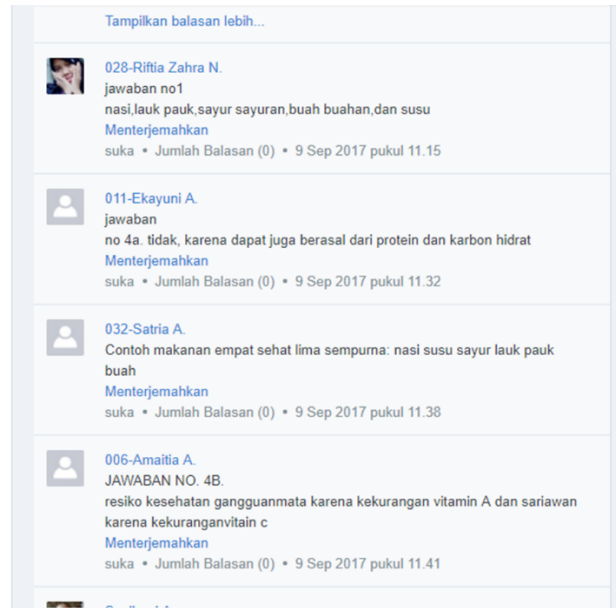 Tampilkan balasan lebih...
028-Riftia Zahra N.
jawaban no1
nasi,lauk pauk,sayur sayuran,buah buahan,dan susu
Menterjemahkan
suka • Jumlah Balasan (0) • 9 Sep 2017 pukul 11.15
011-Ekayuni A.
jawaban
no 4a. tidak, karena dapat juga berasal dari protein dan karbon hidrat
Menterjemahkan
suka • Jumlah Balasan (0) • 9 Sep 2017 pukul 11.32
032-Satria A.
Contoh makanan empat sehat lima sempurna: nasi susu sayur lauk pauk
buah
Menterjemahkan
suka • Jumlah Balasan (0) • 9 Sep 2017 pukul 11.38
006-Amaitia A.
JAWABAN NO. 4B.
resiko kesehatan gangguanmata karena kekurangan vitamin A dan sariawan
karena kekuranganvitain c
Menterjemahkan
suka • Jumlah Balasan (0) • 9 Sep 2017 pukul 11.41